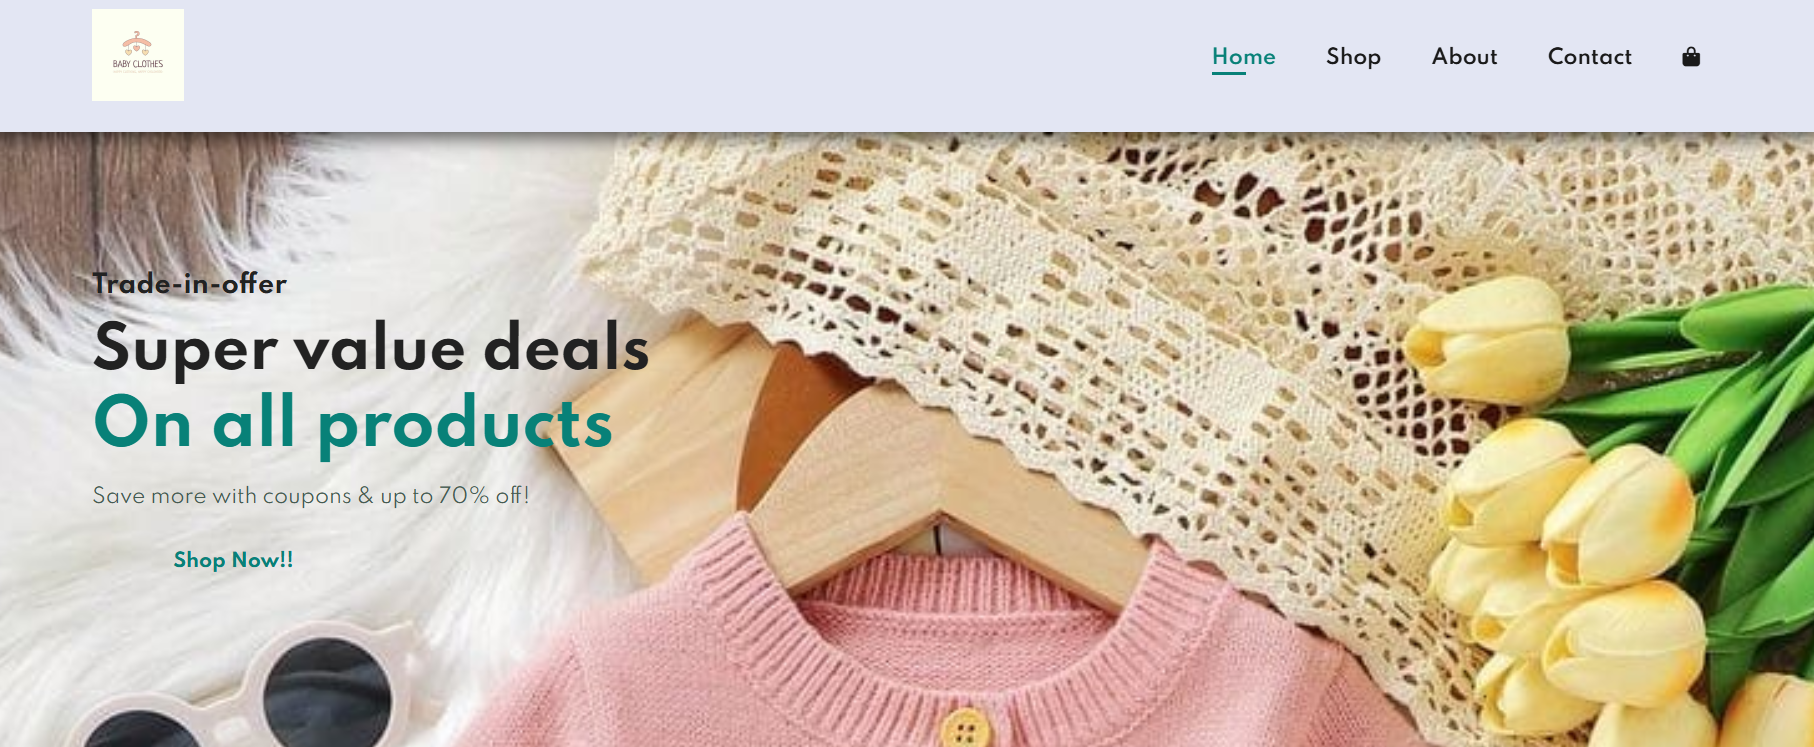 BABY CLOTHES
Home Shop About Contact
Trade-in-offer
Super value deals
On all products
Save more with coupons & up to 70% off!
Shop Now!!